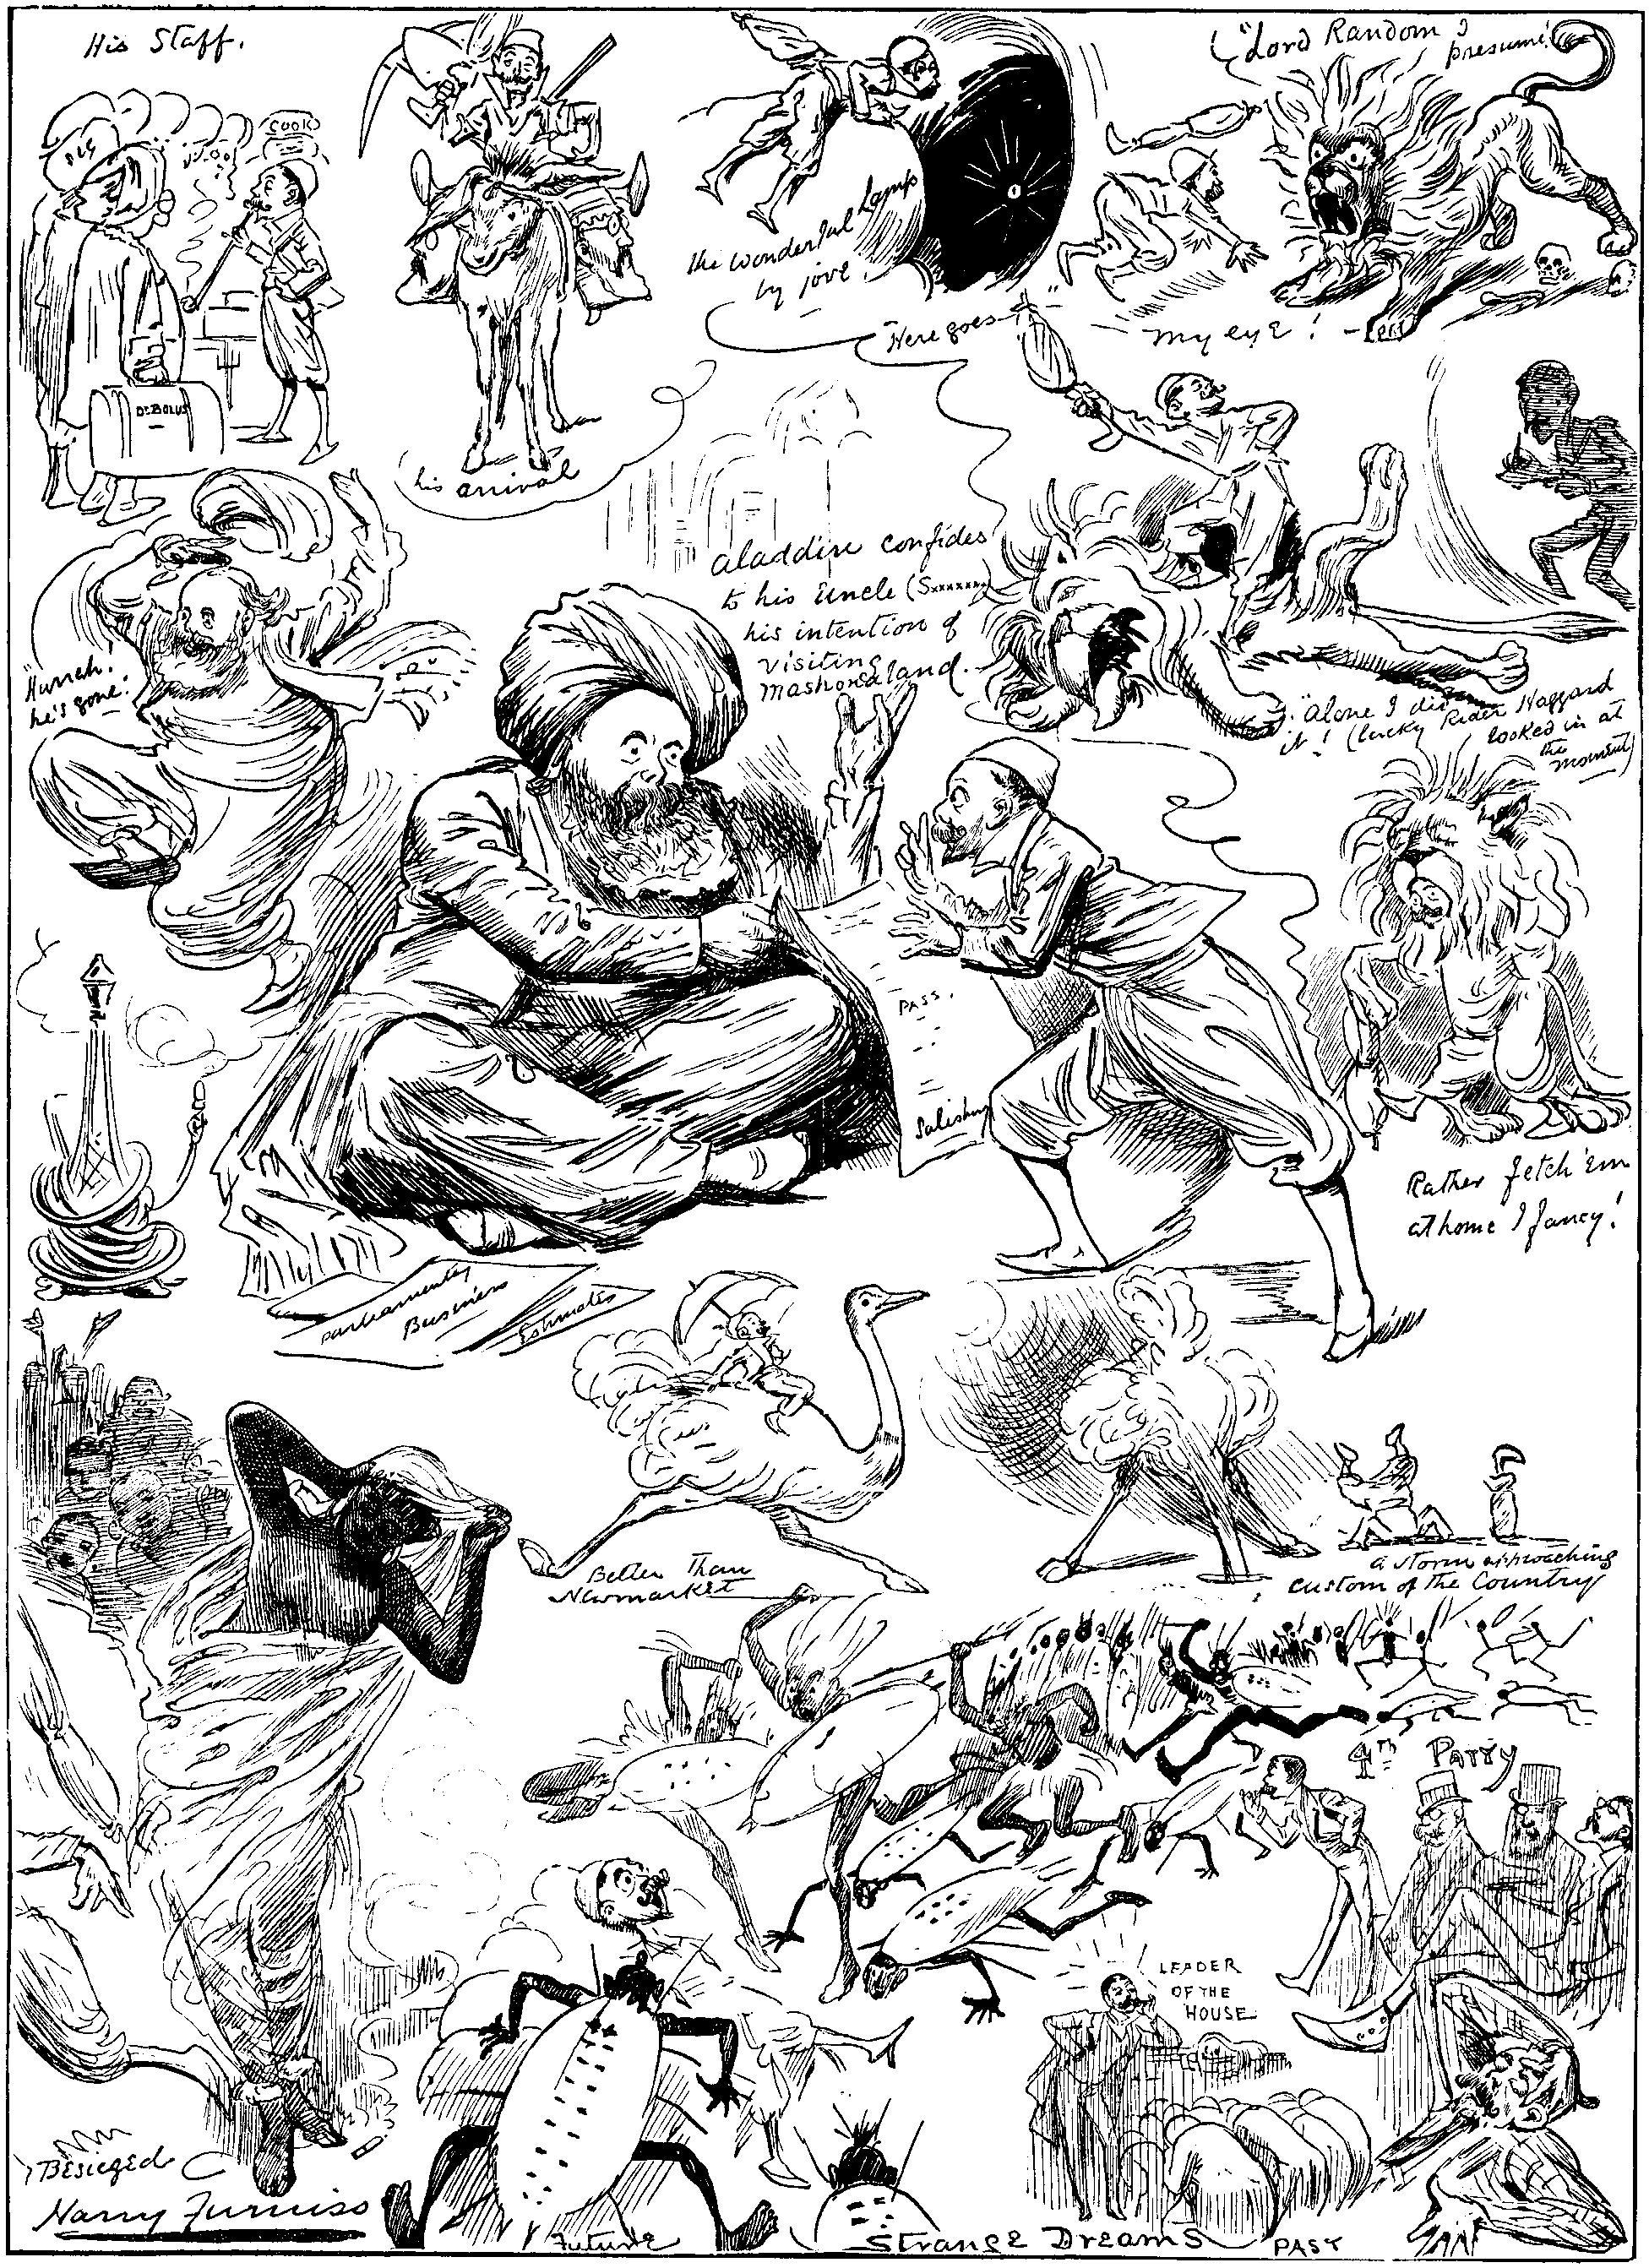 His Staff.
"Lord Random I
presume!"
COOK
DR. BOLUS
his arrival
the wonderful Lamp
by jove!
"Here goes"
My eye!
Aladdin confides
to his Uncle (Sxxxxxx)
his intention of
visiting
mashonaland.
"Hurrah!
he's gone!"
"Alone I did
it! (lucky Rider Haggard
looked in at
the
moment)
PASS.
Salisbury
Rather fetch 'em
at home I fancy!
Parliamentary
Business
Estimates
Better Than
Newmarket
a storm approaching
custom of the Country
4TH PARTY
LEADER
OF THE
HOUSE
Besieged
Harry Furniss
Future
STRANGE DREAMS
PAST